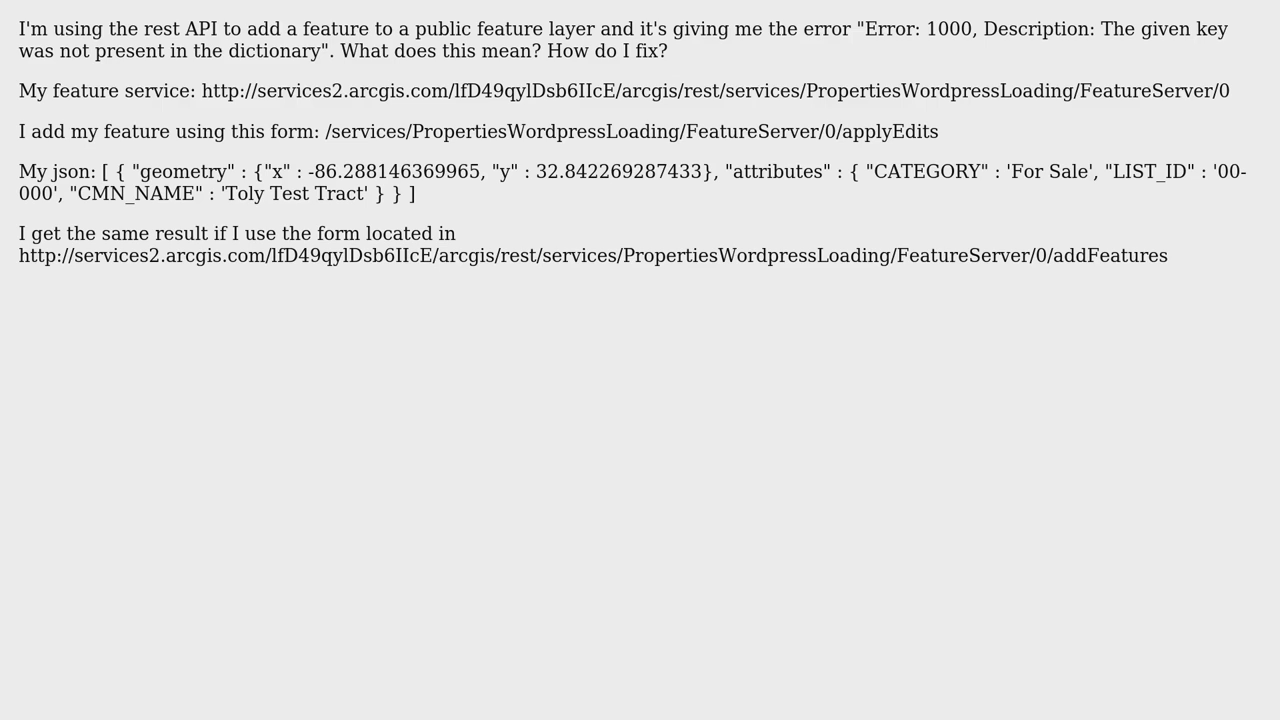 I'm using the rest API to add a feature to a public feature layer and it's giving me the error "Error: 1000, Description: The given key
was not present in the dictionary". What does this mean? How do I fix?
My feature service: http://services2.arcgis.com/lfD49qylDsb6IIcE/arcgis/rest/services/PropertiesWordpressLoading/FeatureServer/0
I add my feature using this form: /services/PropertiesWordpressLoading/FeatureServer/0/applyEdits
My json: [ { "geometry" : {"x" : -86.288146369965, "y" : 32.842269287433}, "attributes" : { "CATEGORY" : 'For Sale', "LIST_ID" : '00-
000', "CMN_NAME" : 'Toly Test Tract' } } ]
I get the same result if I use the form located in
http://services2.arcgis.com/lfD49qylDsb6IIcE/arcgis/rest/services/PropertiesWordpressLoading/FeatureServer/0/addFeatures